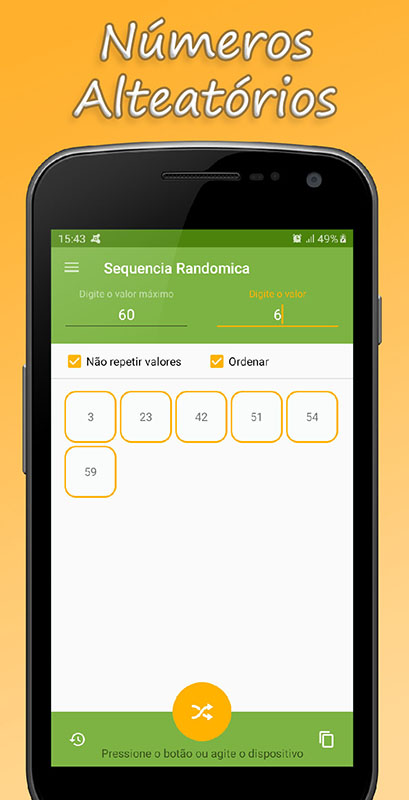 Números
Alteatórios
15:43 49%
Sequencia Randomica
Digite o valor máximo Digite o valor
60 6
Não repetir valores Ordenar
3 23 42 51 54
59
Pressione o botão ou agite o dispositivo